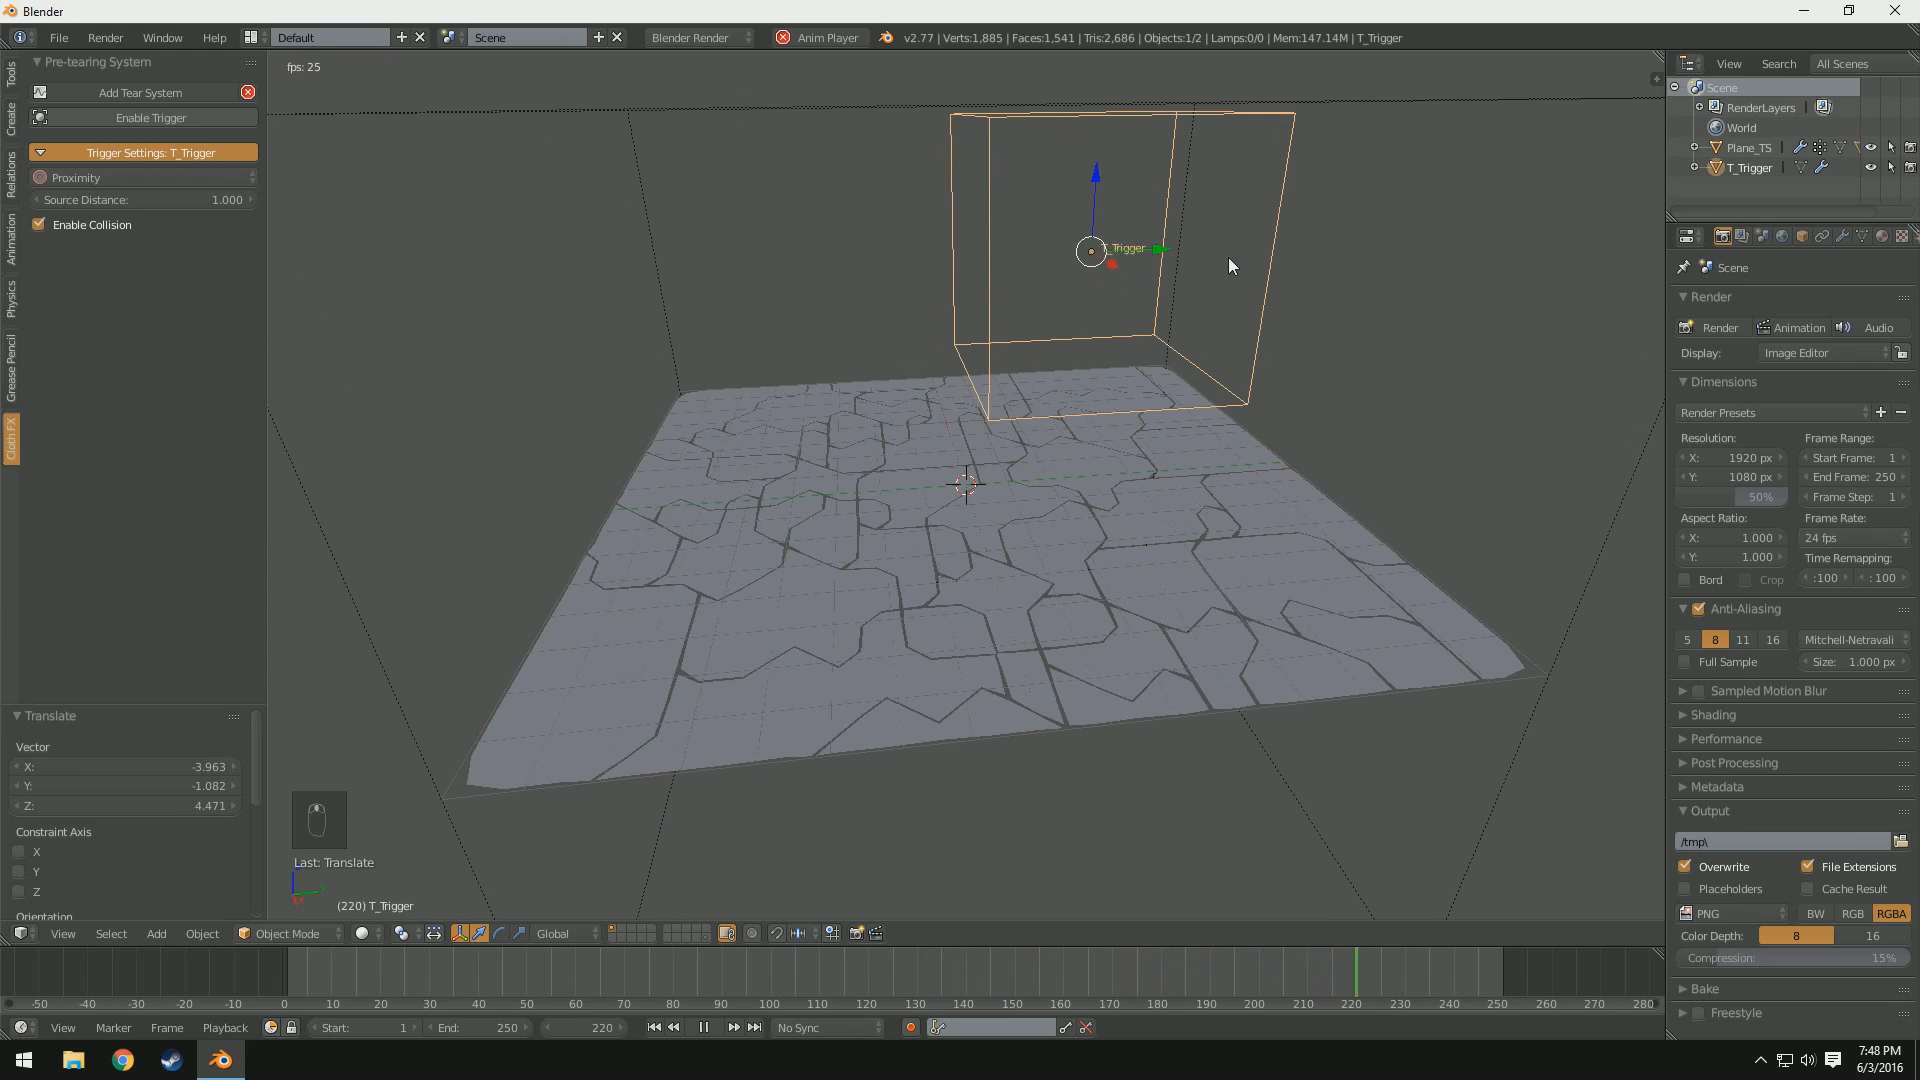 Blender
File Render Window Help Default Scene Blender Render Anim Player v2.77 | Verts:1,885 | Faces:1,541 | Tris:2,686 | Objects:1/2 | Lamps:0/0 | Mem:147.14M | T_Trigger
Tools
Create
Relations
Animation
Physics
Grease Pencil
Cloth FX
Pre-tearing System
Add Tear System
Enable Trigger
Trigger Settings: T_Trigger
Proximity
Source Distance: 1.000
Enable Collision
Translate
Vector
X: -3.963
Y: -1.082
Z: 4.471
Constraint Axis
X
Y
Z
Orientation
fps: 25
T_Trigger
Last: Translate
(220) T_Trigger
View Select Add Object Object Mode Global
-50 -40 -30 -20 -10 0 10 20 30 40 50 60 70 80 90 100 110 120 130 140 150 160 170 180 190 200 210 220 230 240 250 260 270 280
View Marker Frame Playback Start: 1 End: 250 220 No Sync
View Search All Scenes
Scene
RenderLayers |
World
Plane_TS |
T_Trigger |
Scene
Render
Render Animation Audio
Display: Image Editor
Dimensions
Render Presets
Resolution: Frame Range:
X: 1920 px Start Frame: 1
Y: 1080 px End Frame: 250
50% Frame Step: 1
Aspect Ratio: Frame Rate:
X: 1.000 24 fps
Y: 1.000 Time Remapping:
Bord Crop :100 : 100
Anti-Aliasing
5 8 11 16 Mitchell-Netravali
Full Sample Size: 1.000 px
Sampled Motion Blur
Shading
Performance
Post Processing
Metadata
Output
/tmp\
Overwrite File Extensions
Placeholders Cache Result
PNG BW RGB RGBA
Color Depth: 8 16
Compression: 15%
Bake
Freestyle
7:48 PM
6/3/2016